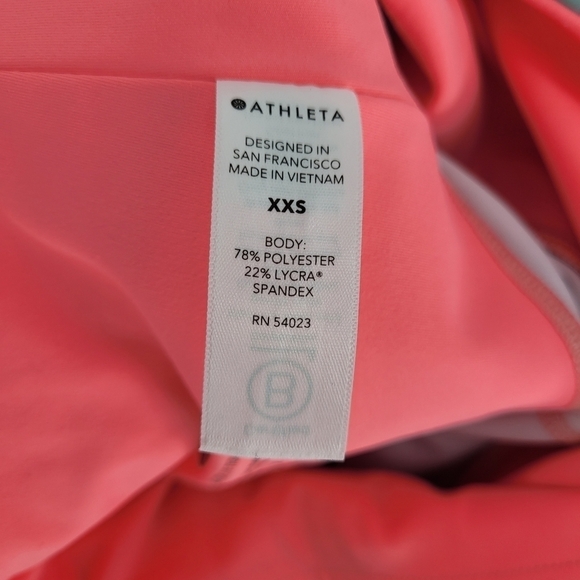 ATHLETA
DESIGNED IN
SAN FRANCISCO
MADE IN VIETNAM
XXS
BODY:
78% POLYESTER
22% LYCRA®
SPANDEX
RN 54023
B